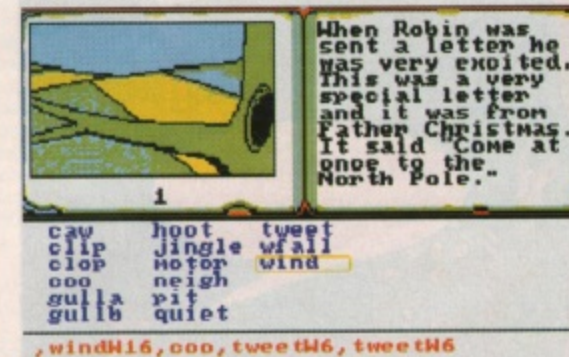 When Robin was
sent a letter he
was very excited.
This was a very
special letter
and it was from
Father Christmas.
It said "Come at
once to the
North Pole."
1
caw hoot tweet
clip jingle wfall
clop motor wind
coo neigh
gulla pit
gullb quiet
,windW16,coo,tweetW6,tweetW6